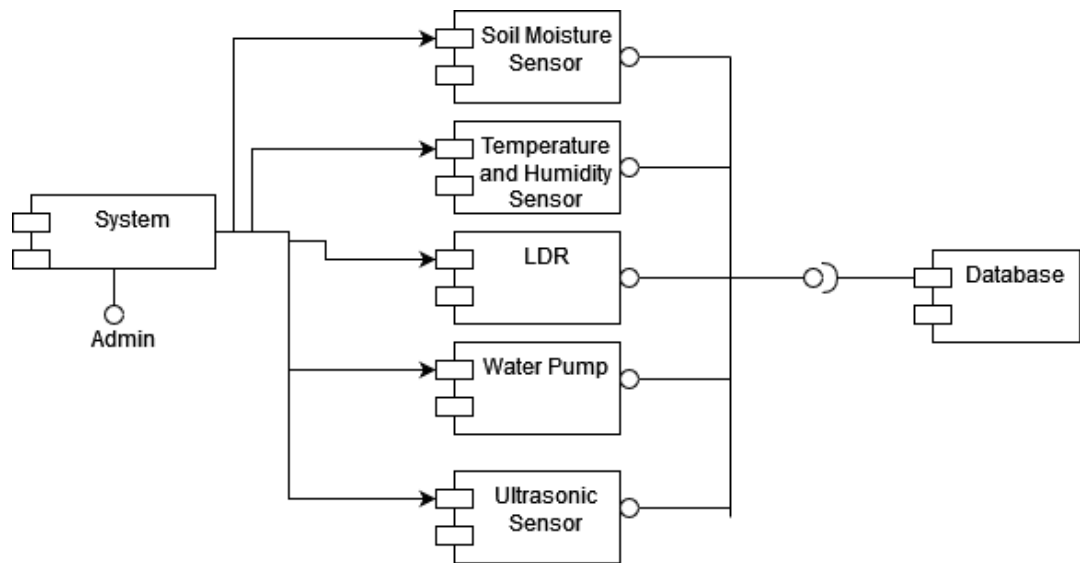 Soil Moisture
Sensor
Temperature
and Humidity
Sensor
System
LDR
Database
Admin
Water Pump
Ultrasonic
Sensor